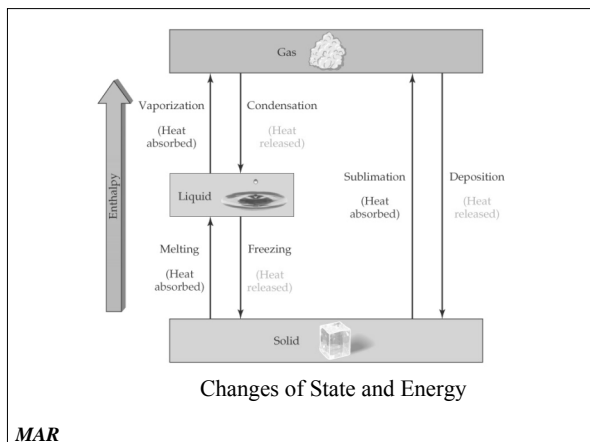 Gas
Vaporization
Condensation
(Heat
absorbed)
(Heat
released)
Enthalpy
Liquid
Sublimation
(Heat
absorbed)
Deposition
(Heat
released)
Melting
Freezing
(Heat
absorbed)
(Heat
released)
Solid
Changes of State and Energy
MAR